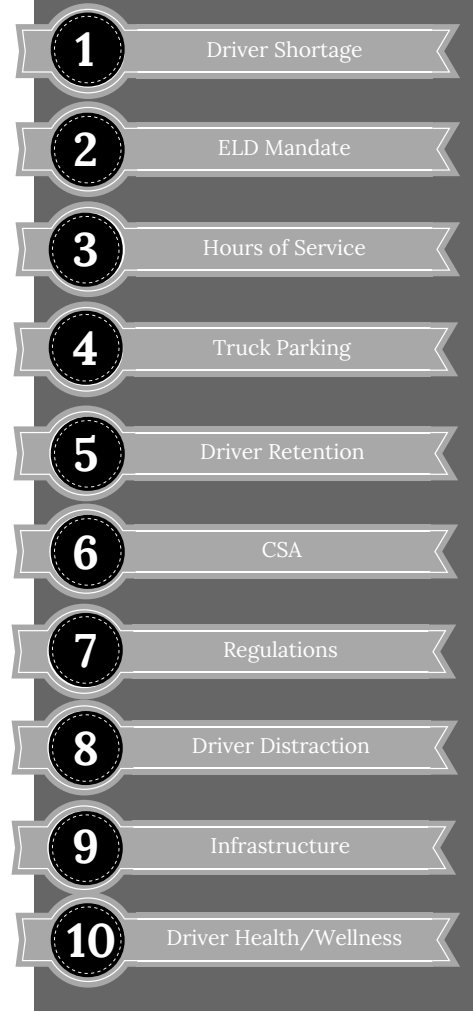 1 Driver Shortage
2 ELD Mandate
3 Hours of Service
4 Truck Parking
5 Driver Retention
6 CSA
7 Regulations
8 Driver Distraction
9 Infrastructure
10 Driver Health/Wellness